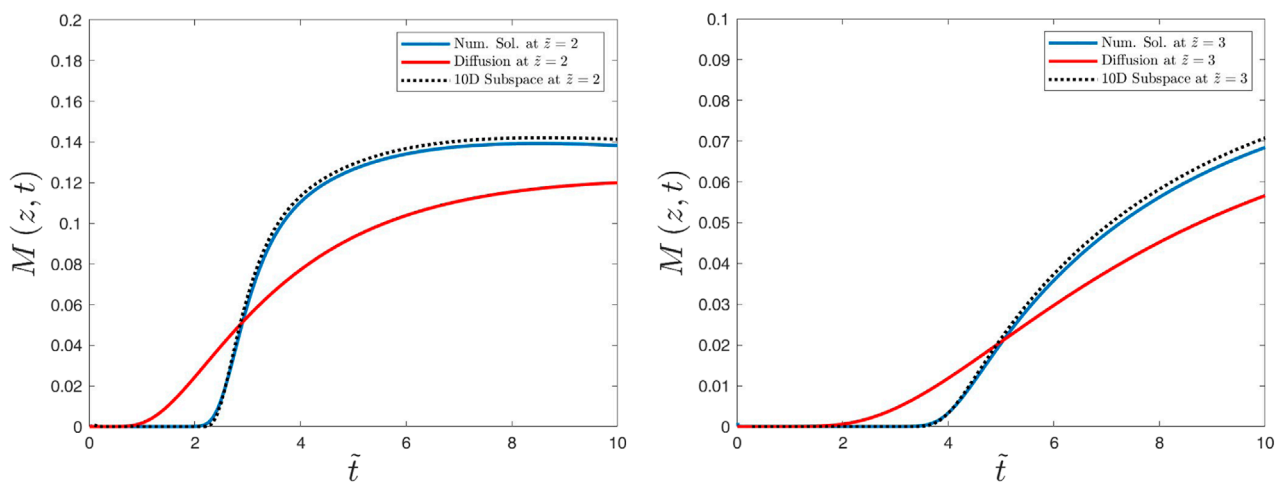 0.2
0.18
0.16
0.14
0.12
0.1
0.08
0.06
0.04
0.02
0
0 2 4 6 8 10
M (z, t)
t̃
Num. Sol. at z̃ = 2
Diffusion at z̃ = 2
10D Subspace at z̃ = 2
0.1
0.09
0.08
0.07
0.06
0.05
0.04
0.03
0.02
0.01
0
0 2 4 6 8 10
M (z, t)
t̃
Num. Sol. at z̃ = 3
Diffusion at z̃ = 3
10D Subspace at z̃ = 3